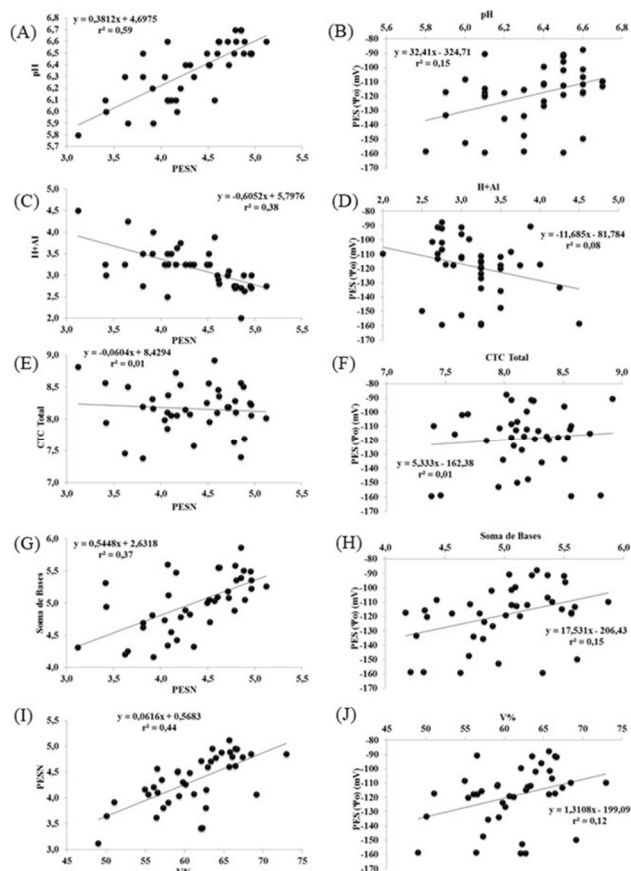 (A)
y = 0,3812x + 4,6975
r² = 0,59
6,8
6,7
6,6
6,5
6,4
6,3
6,2
6,1
6,0
5,9
5,8
5,7
pH
3,0 3,5 4,0 4,5 5,0 5,5
PESN
(B)
pH
5,8 6,0 6,2 6,4 6,6 6,8
y = 32,41x - 324,71
r² = 0,15
-80
-90
-100
-110
-120
-130
-140
-150
-160
-170
PES (Ψo) (mV)
(C)
y = -0,6052x + 5,7976
r² = 0,38
5,0
4,5
4,0
3,5
3,0
2,5
2,0
H+Al
3,0 3,5 4,0 4,5 5,0 5,5
PESN
(D)
H+Al
2,0 2,5 3,0 3,5 4,0 4,5 5,0
y = -11,685x - 81,784
r² = 0,08
-80
-90
-100
-110
-120
-130
-140
-150
-160
-170
PES (Ψo) (mV)
(E)
y = -0,0604x + 8,4294
r² = 0,01
9,0
8,5
8,0
7,5
7,0
CTC Total
3,0 3,5 4,0 4,5 5,0 5,5
PESN
(F)
CTC Total
7,0 7,5 8,0 8,5 9,0
y = 5,333x - 162,38
r² = 0,01
-80
-90
-100
-110
-120
-130
-140
-150
-160
-170
PES (Ψo) (mV)
(G)
y = 0,5448x + 2,6318
r² = 0,37
6,0
5,5
5,0
4,5
4,0
Soma de Bases
3,0 3,5 4,0 4,5 5,0 5,5
PESN
(H)
Soma de Bases
4,0 4,5 5,0 5,5 6,0
y = 17,531x - 206,43
r² = 0,15
-80
-90
-100
-110
-120
-130
-140
-150
-160
-170
PES (Ψo) (mV)
(I)
y = 0,0616x + 0,5683
r² = 0,44
5,5
5,0
4,5
4,0
3,5
3,0
PESN
45 50 55 60 65 70 75
V%
(J)
V%
45 50 55 60 65 70 75
y = 1,3108x - 199,09
r² = 0,12
-80
-90
-100
-110
-120
-130
-140
-150
-160
-170
PES (Ψo) (mV)